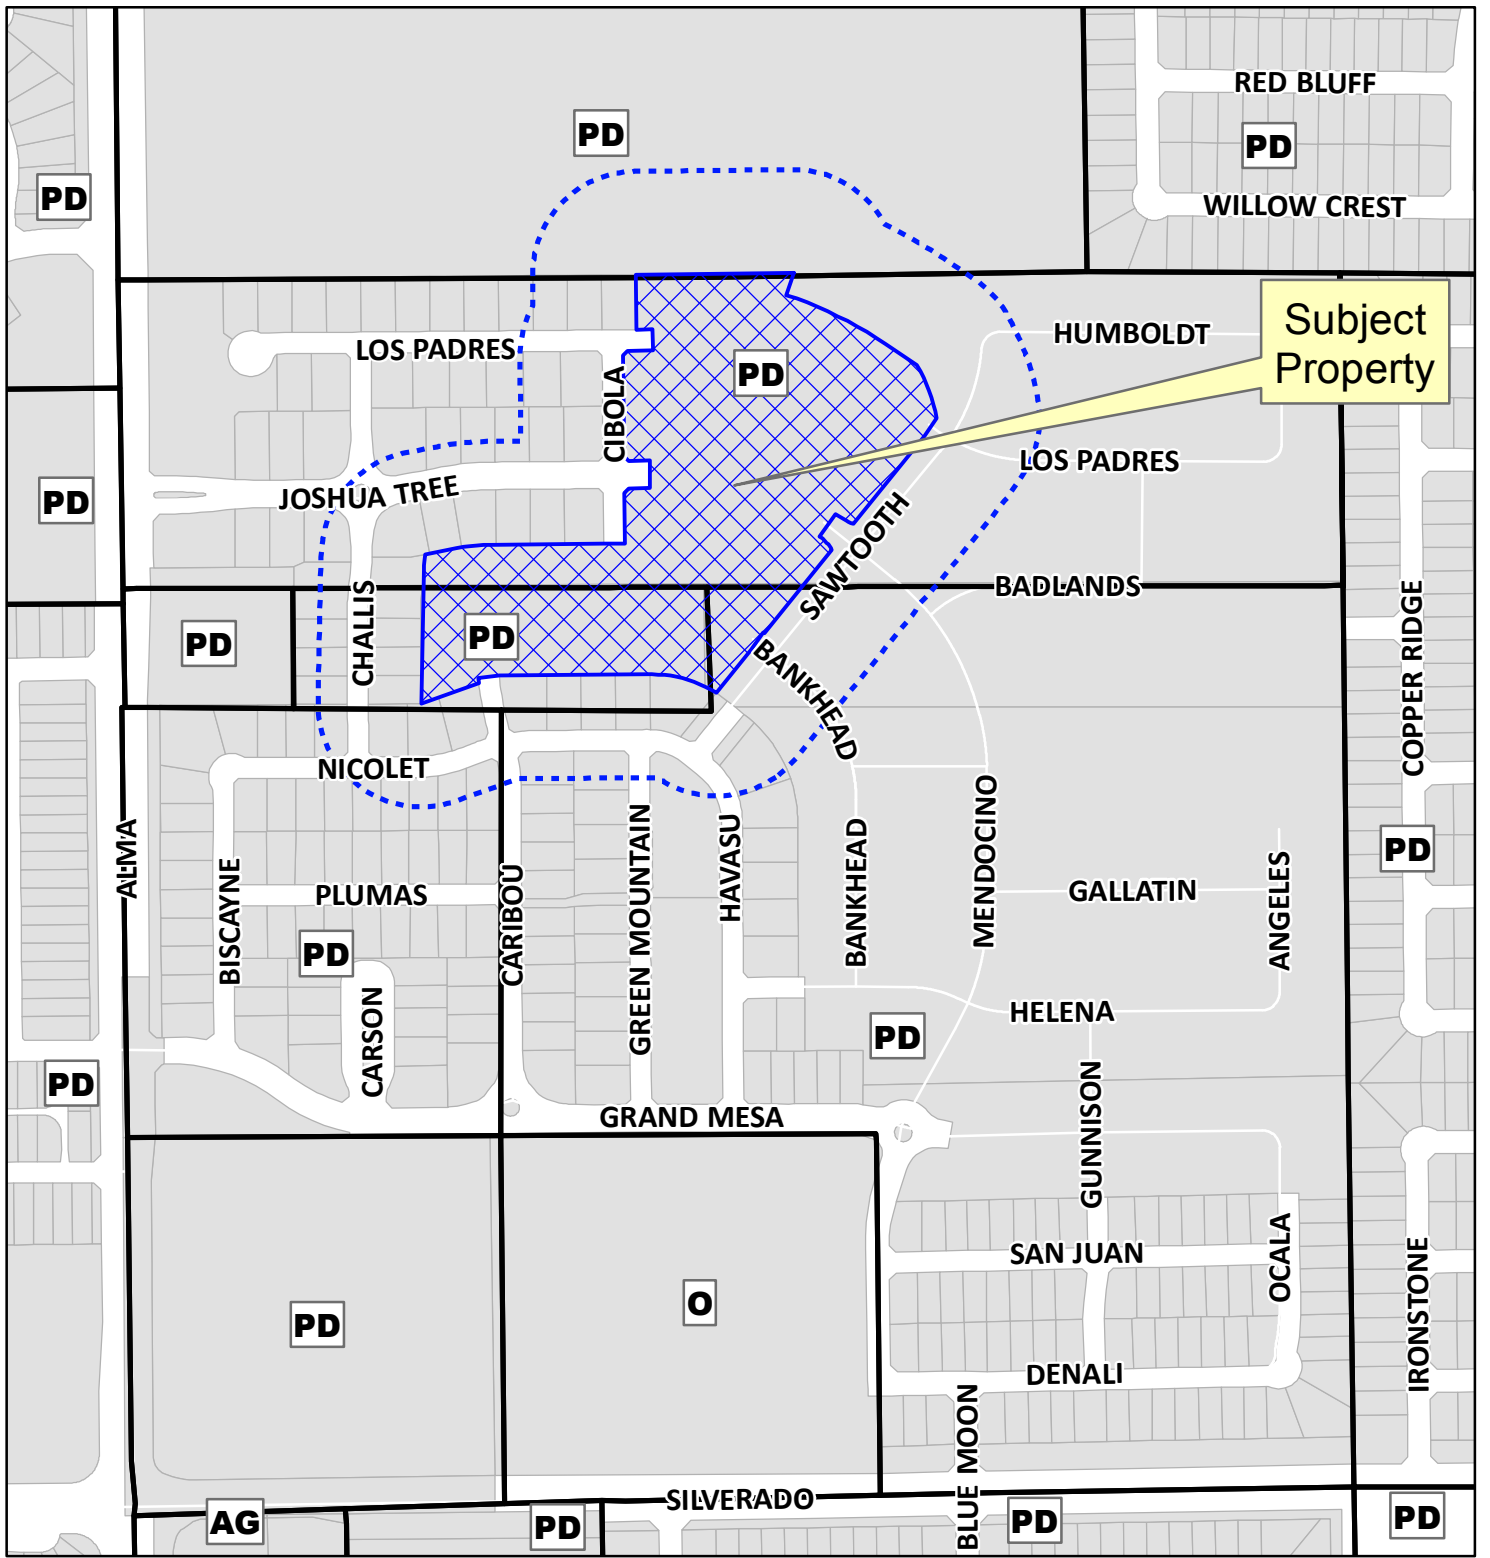 RED BLUFF
PD
PD
PD
WILLOW CREST
Subject
Property
HUMBOLDT
LOS PADRES
PD
CIBOLA
LOS PADRES
JOSHUA TREE
PD
SAWTOOTH
BADLANDS
CHALLIS
PD
PD
BANKHEAD
COPPER RIDGE
NICOLET
ALMA
BISCAYNE
PLUMAS
CARIBOU
GREEN MOUNTAIN
HAVASU
BANKHEAD
MENDOCINO
GALLATIN
ANGELES
PD
PD
CARSON
HELENA
PD
PD
GUNNISON
GRAND MESA
SAN JUAN
OCALA
IRONSTONE
PD
O
DENALI
BLUE MOON
SILVERADO
AG
PD
PD
PD